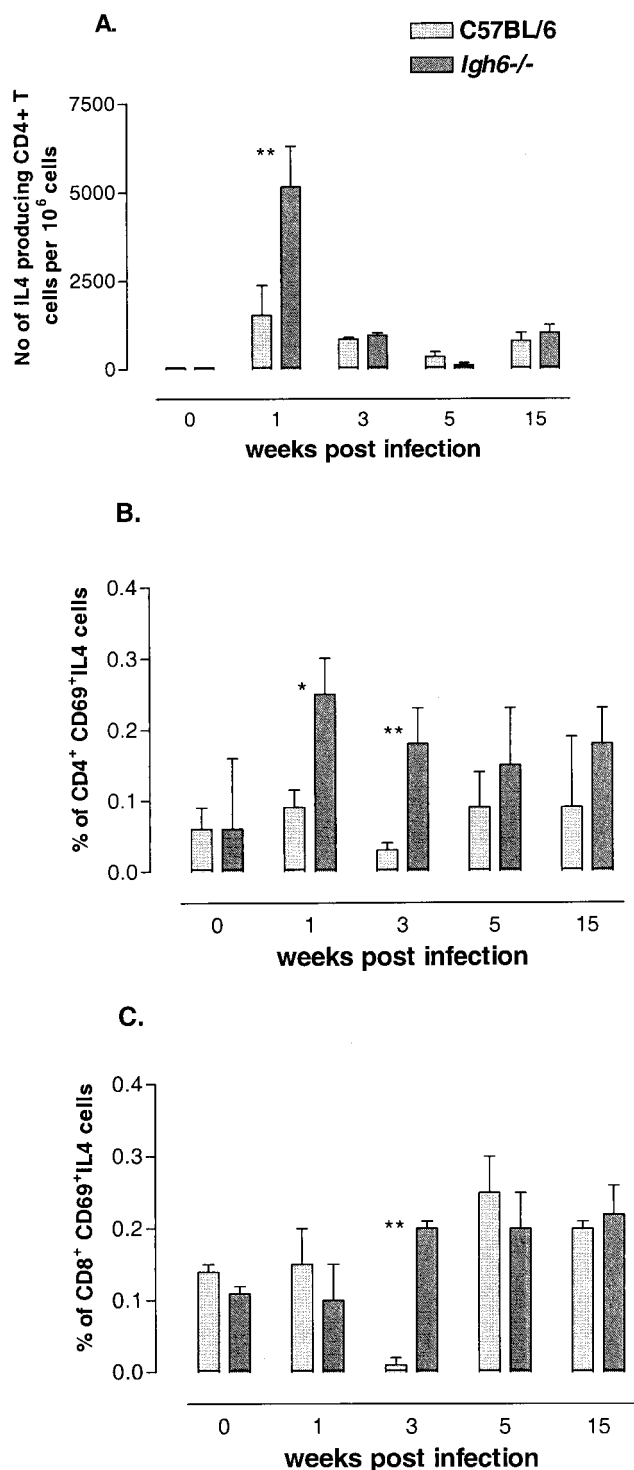 A.
C57BL/6
Igh6-/-
No of IL4 producing CD4+ T
cells per 10⁶ cells
7500
5000
2500
0
**
0 1 3 5 15
weeks post infection
B.
% of CD4⁺ CD69⁺IL4 cells
0.4
0.3
0.2
0.1
0.0
*
**
0 1 3 5 15
weeks post infection
C.
% of CD8⁺ CD69⁺IL4 cells
0.4
0.3
0.2
0.1
0.0
**
0 1 3 5 15
weeks post infection